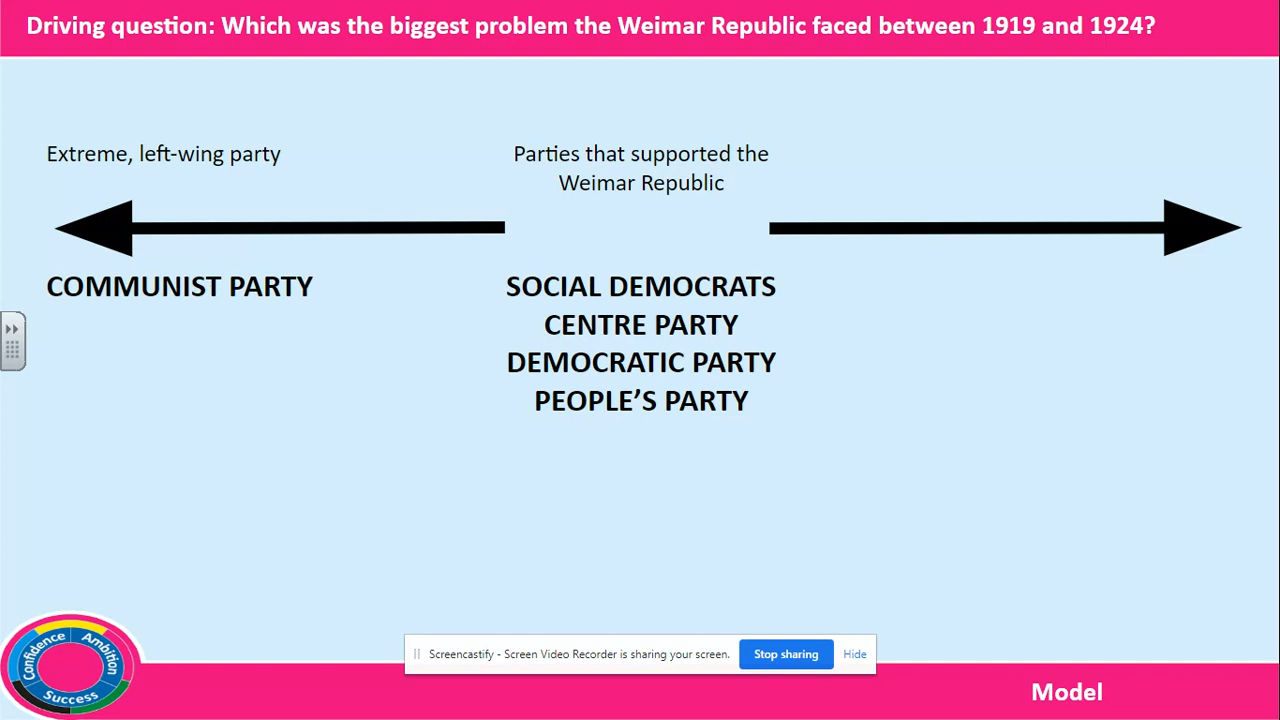 Driving question: Which was the biggest problem the Weimar Republic faced between 1919 and 1924?
Extreme, left-wing party
Parties that supported the
Weimar Republic
COMMUNIST PARTY
SOCIAL DEMOCRATS
CENTRE PARTY
DEMOCRATIC PARTY
PEOPLE’S PARTY
Confidence
Ambition
Success
Screencastify - Screen Video Recorder is sharing your screen.
Stop sharing
Hide
Model